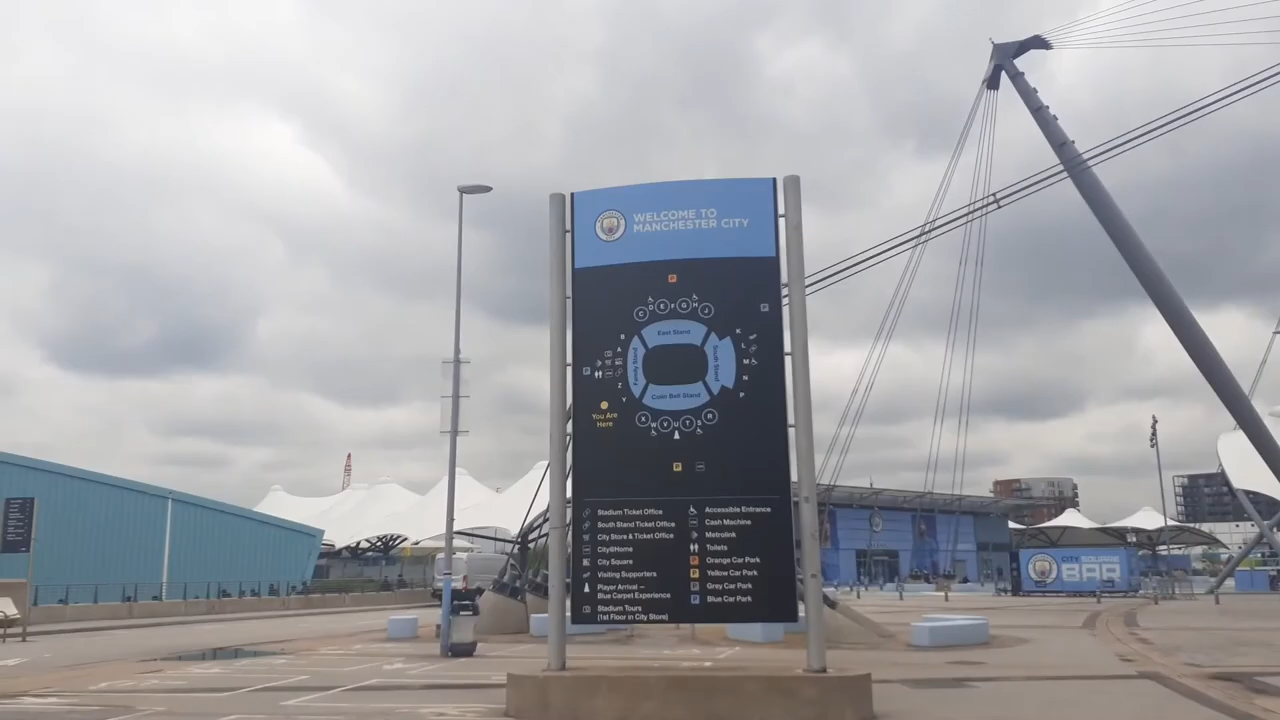 WELCOME TO
MANCHESTER CITY
P
C D E F G H J
East Stand
B
A
Family Stand
South Stand
K
L
M
N
P
Z
Y
Colin Bell Stand
You Are
Here
X W V U T S R
P
Stadium Ticket Office
South Stand Ticket Office
City Store & Ticket Office
City@Home
City Square
Visiting Supporters
Player Arrival –
Blue Carpet Experience
Stadium Tours
(1st Floor in City Store)
Accessible Entrance
Cash Machine
Metrolink
Toilets
P Orange Car Park
P Yellow Car Park
P Grey Car Park
P Blue Car Park
CITY SQUARE
BAR